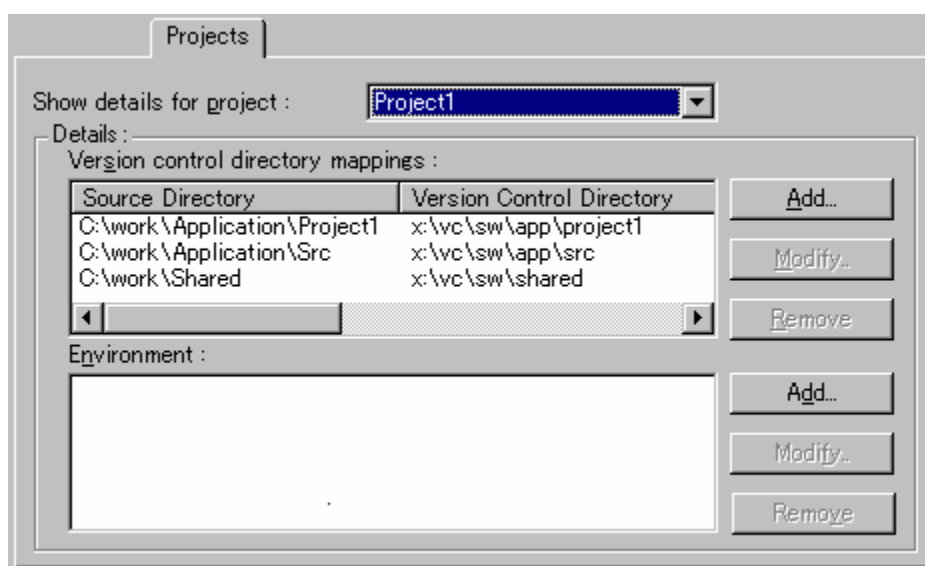 Projects
Show details for project : Project1
Details :
Version control directory mappings :
Source Directory Version Control Directory
C:\work\Application\Project1 x:\vc\sw\app\project1
C:\work\Application\Src x:\vc\sw\app\src
C:\work\Shared x:\vc\sw\shared
Add...
Modify..
Remove
Environment :
Add...
Modify..
Remove